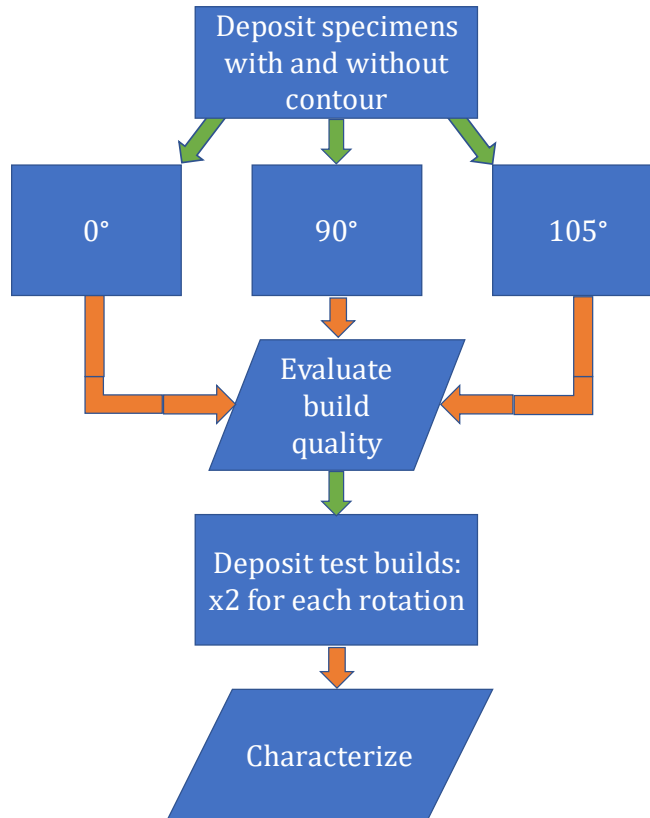 Deposit specimens
with and without
contour
0°
90°
105°
Evaluate
build
quality
Deposit test builds:
x2 for each rotation
Characterize